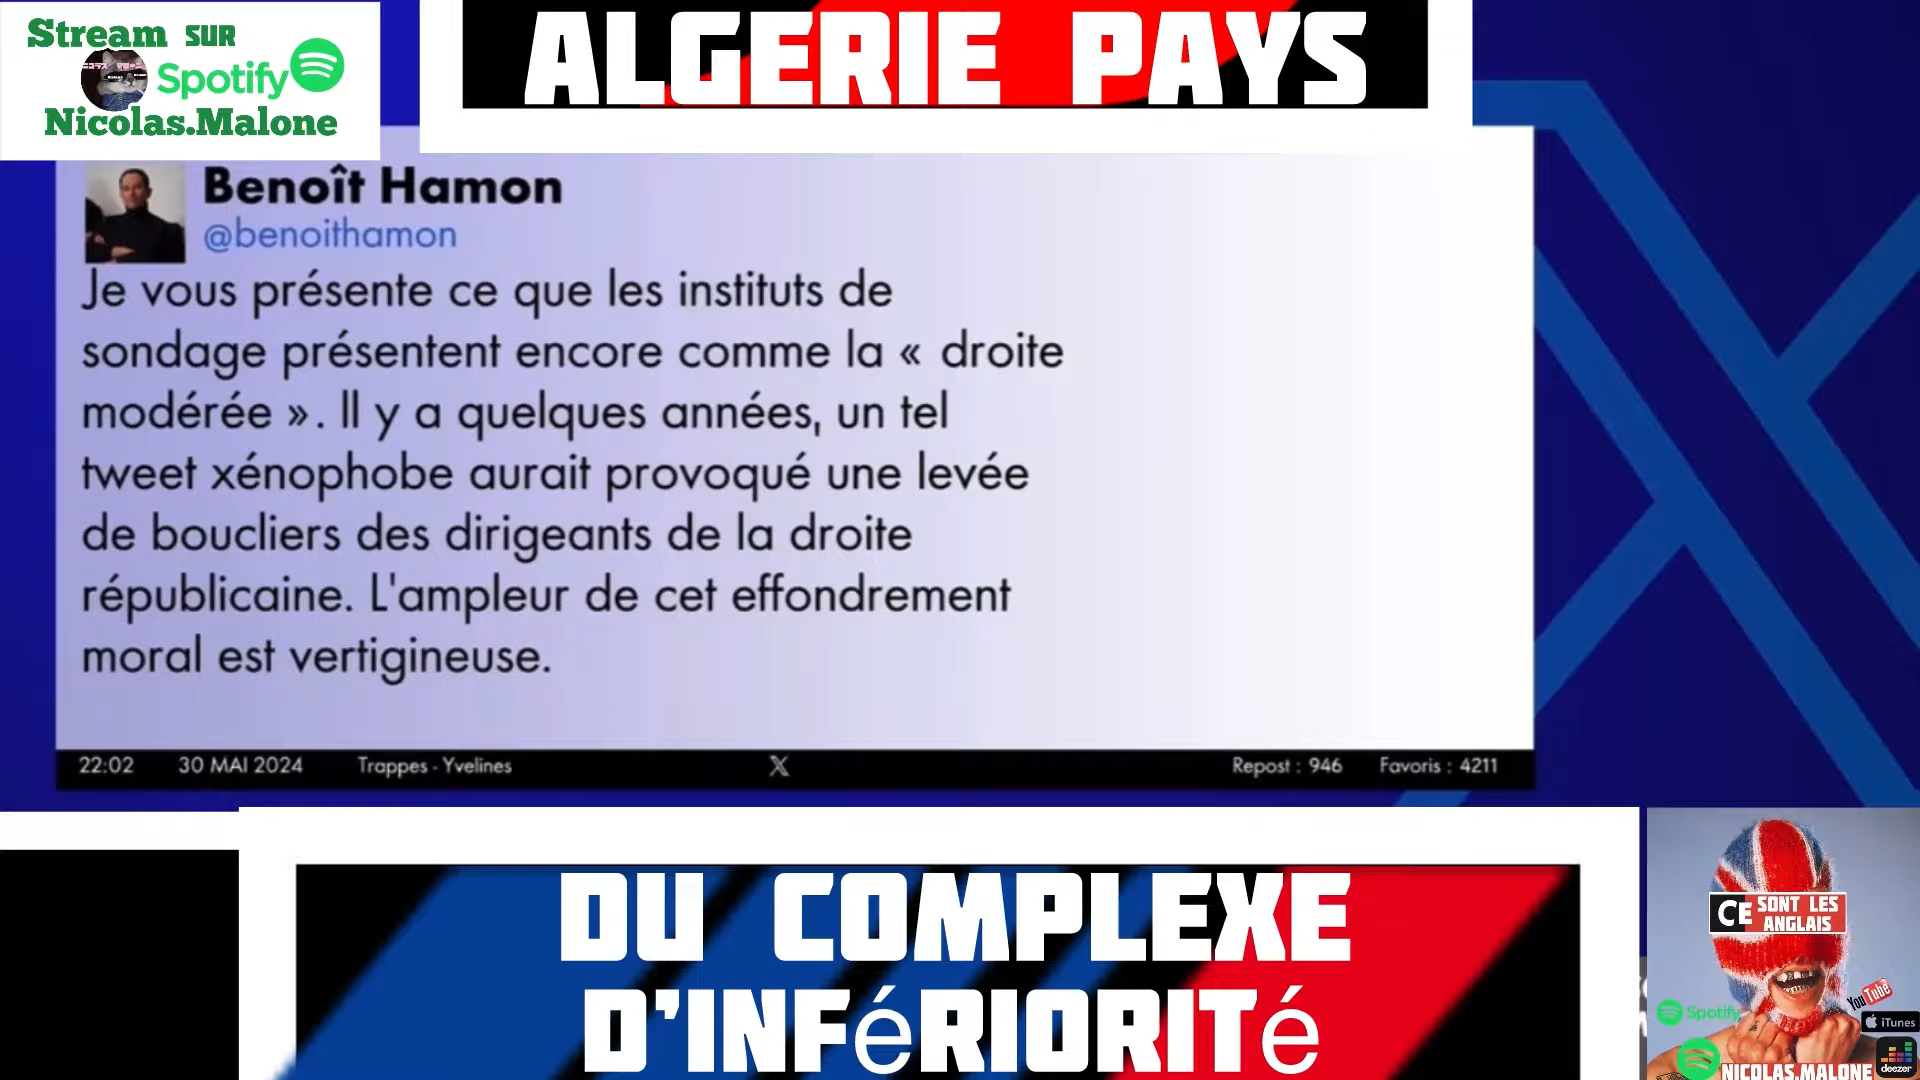 Stream SUR
Spotify
Nicolas.Malone
ALGERIE PAYS
Benoît Hamon
@benoithamon
Je vous présente ce que les instituts de
sondage présentent encore comme la « droite
modérée ». Il y a quelques années, un tel
tweet xénophobe aurait provoqué une levée
de boucliers des dirigeants de la droite
républicaine. L'ampleur de cet effondrement
moral est vertigineuse.
22:02 30 MAI 2024 Trappes - Yvelines X Repost : 946 Favoris : 4211
DU COMPLEXE
D'INFéRIORITé
CE SONT LES
ANGLAIS
YouTube
Spotify
iTunes
deezer
NICOLAS.MALONE